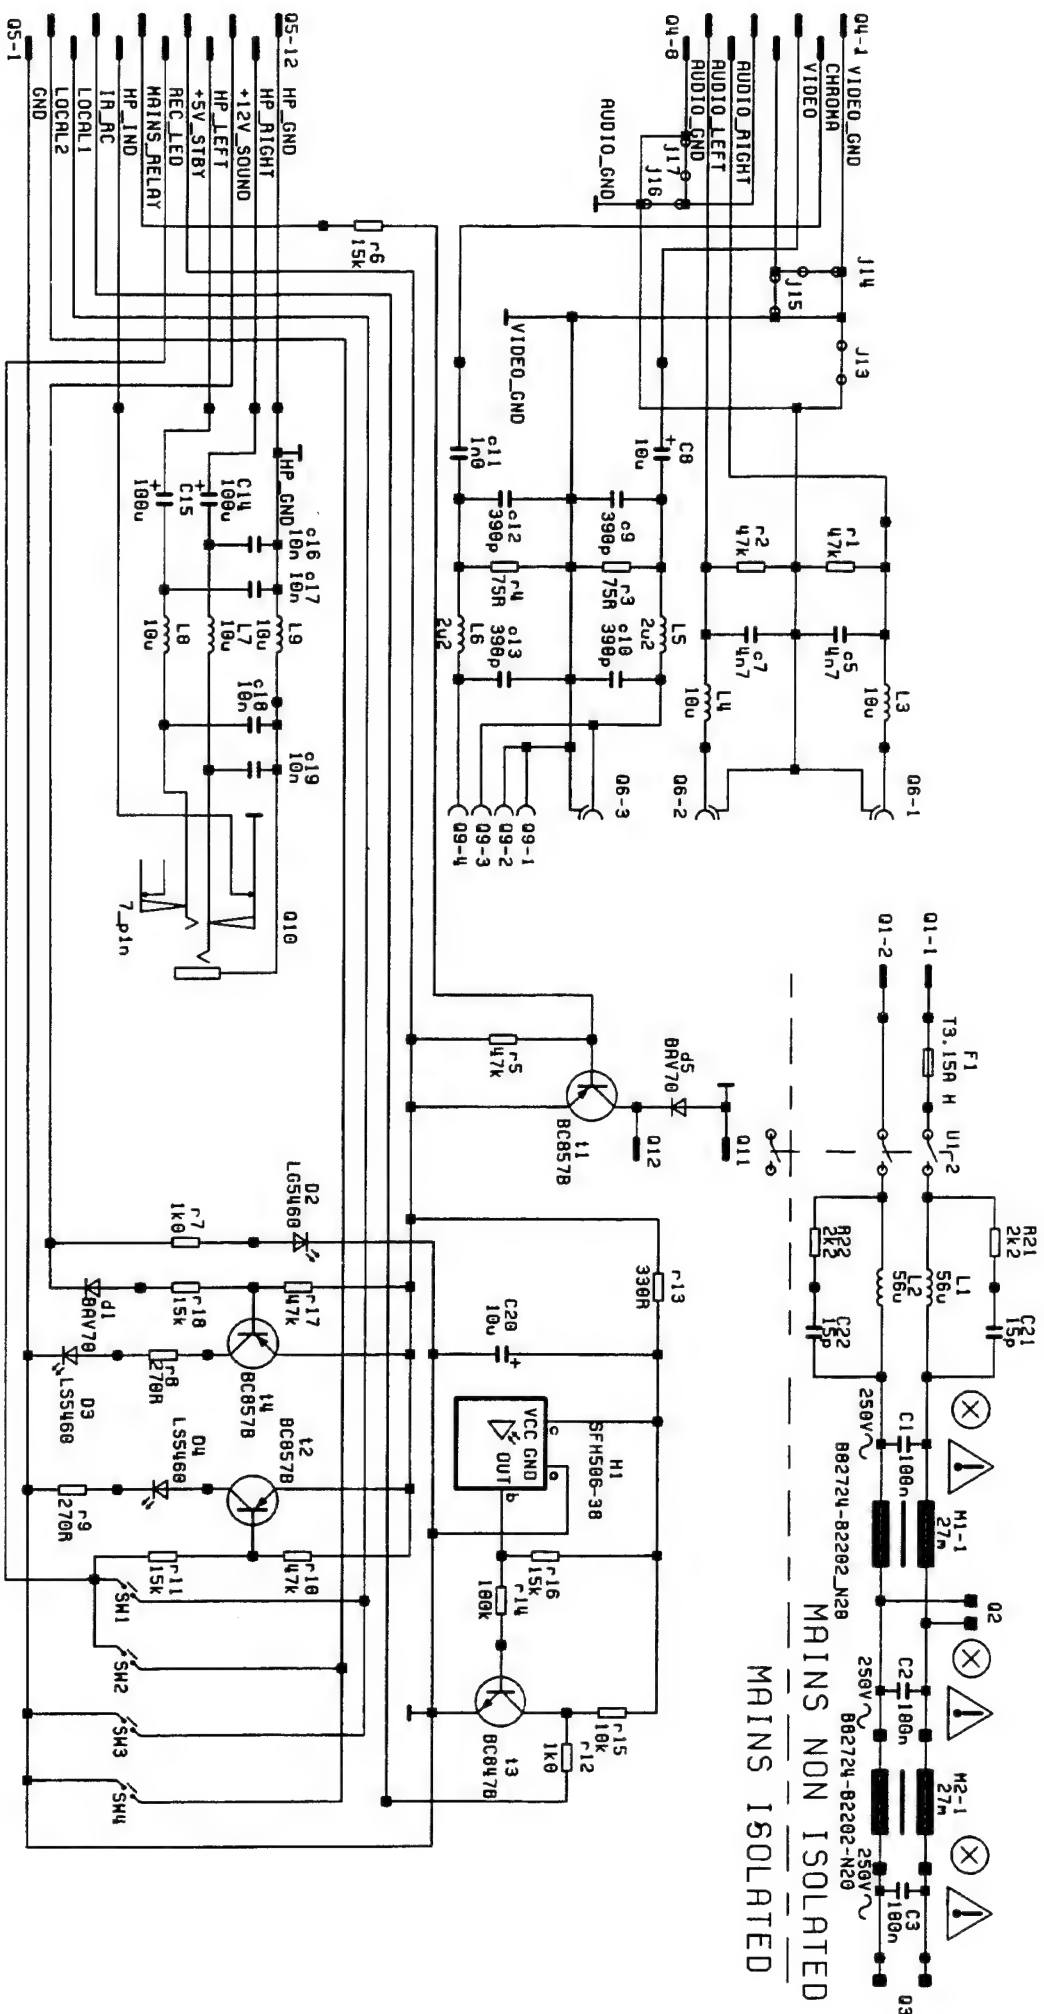 Q4-1 VIDEO_GND
CHROMA
VIDEO
AUDIO_RIGHT
AUDIO_LEFT
Q4-8 AUDIO_GND
j17
j16
AUDIO_GND
j14
j15
j13
VIDEO_GND
C8
10u
c11
1n0
c9
390p
c12
390p
r1
47k
r2
47k
r3
75R
r4
75R
c5
4n7
c7
4n7
c10
390p
c13
390p
L5
2u2
L6
2u2
L3
10u
L4
10u
Q6-1
Q6-2
Q6-3
Q9-1
Q9-2
Q9-3
Q9-4
Q1-1
Q1-2
F1
T3.15A H
U1-2
R21
2k2
C21
15p
L1
56u
L2
56u
R22
2k2
C22
15p
C1
100n
250V
M1-1
27m
B82724-B2202_N20
Q2
C2
100n
250V
M2-1
27m
B82724-B2202-N20
C3
100n
250V
Q3
MAINS NON ISOLATED
MAINS ISOLATED
Q5-12 HP_GND
HP_RIGHT
+12V_SOUND
HP_LEFT
+5V_STBY
REC_LED
MAINS_RELAY
HP_IND
IR_RC
LOCAL1
LOCAL2
Q5-1 GND
r6
15k
HP_GND
C14
100u
C15
100u
c16
10n
c17
10n
L9
10u
L7
10u
L8
10u
c18
10n
c19
10n
Q10
7_pin
r5
47k
t1
BC857B
d5
BAV70
Q11
Q12
D2
LG5460
r7
1k0
r13
330R
C20
10u
r17
47k
r18
15k
d1
BAV70
t4
BC857B
r8
270R
D3
LS5460
H1
SFH506-38
VCC GND
OUT
c
a
b
t2
BC857B
D4
LS5460
r9
270R
r10
47k
r11
15k
r16
15k
r14
100k
t3
BC847B
r15
10k
r12
1k0
SW1
SW2
SW3
SW4